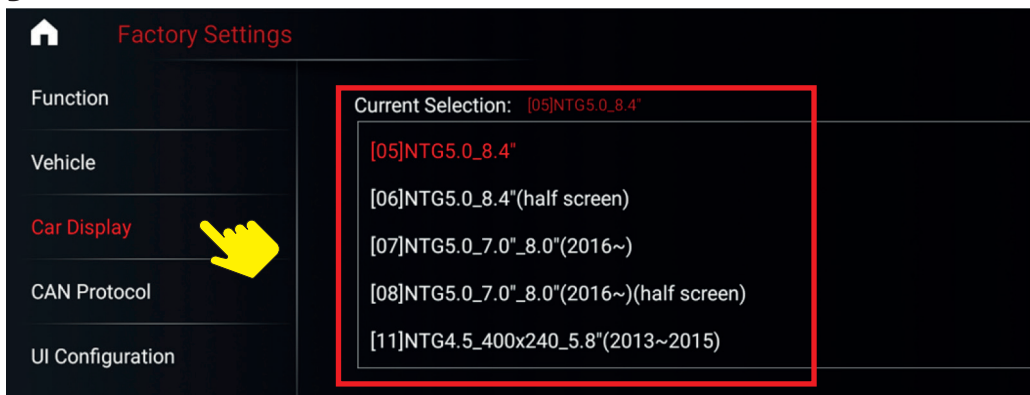 Factory Settings
Function
Vehicle
Car Display
CAN Protocol
UI Configuration
Current Selection: [05]NTG5.0_8.4"
[05]NTG5.0_8.4"
[06]NTG5.0_8.4"(half screen)
[07]NTG5.0_7.0"_8.0"(2016~)
[08]NTG5.0_7.0"_8.0"(2016~)(half screen)
[11]NTG4.5_400x240_5.8"(2013~2015)